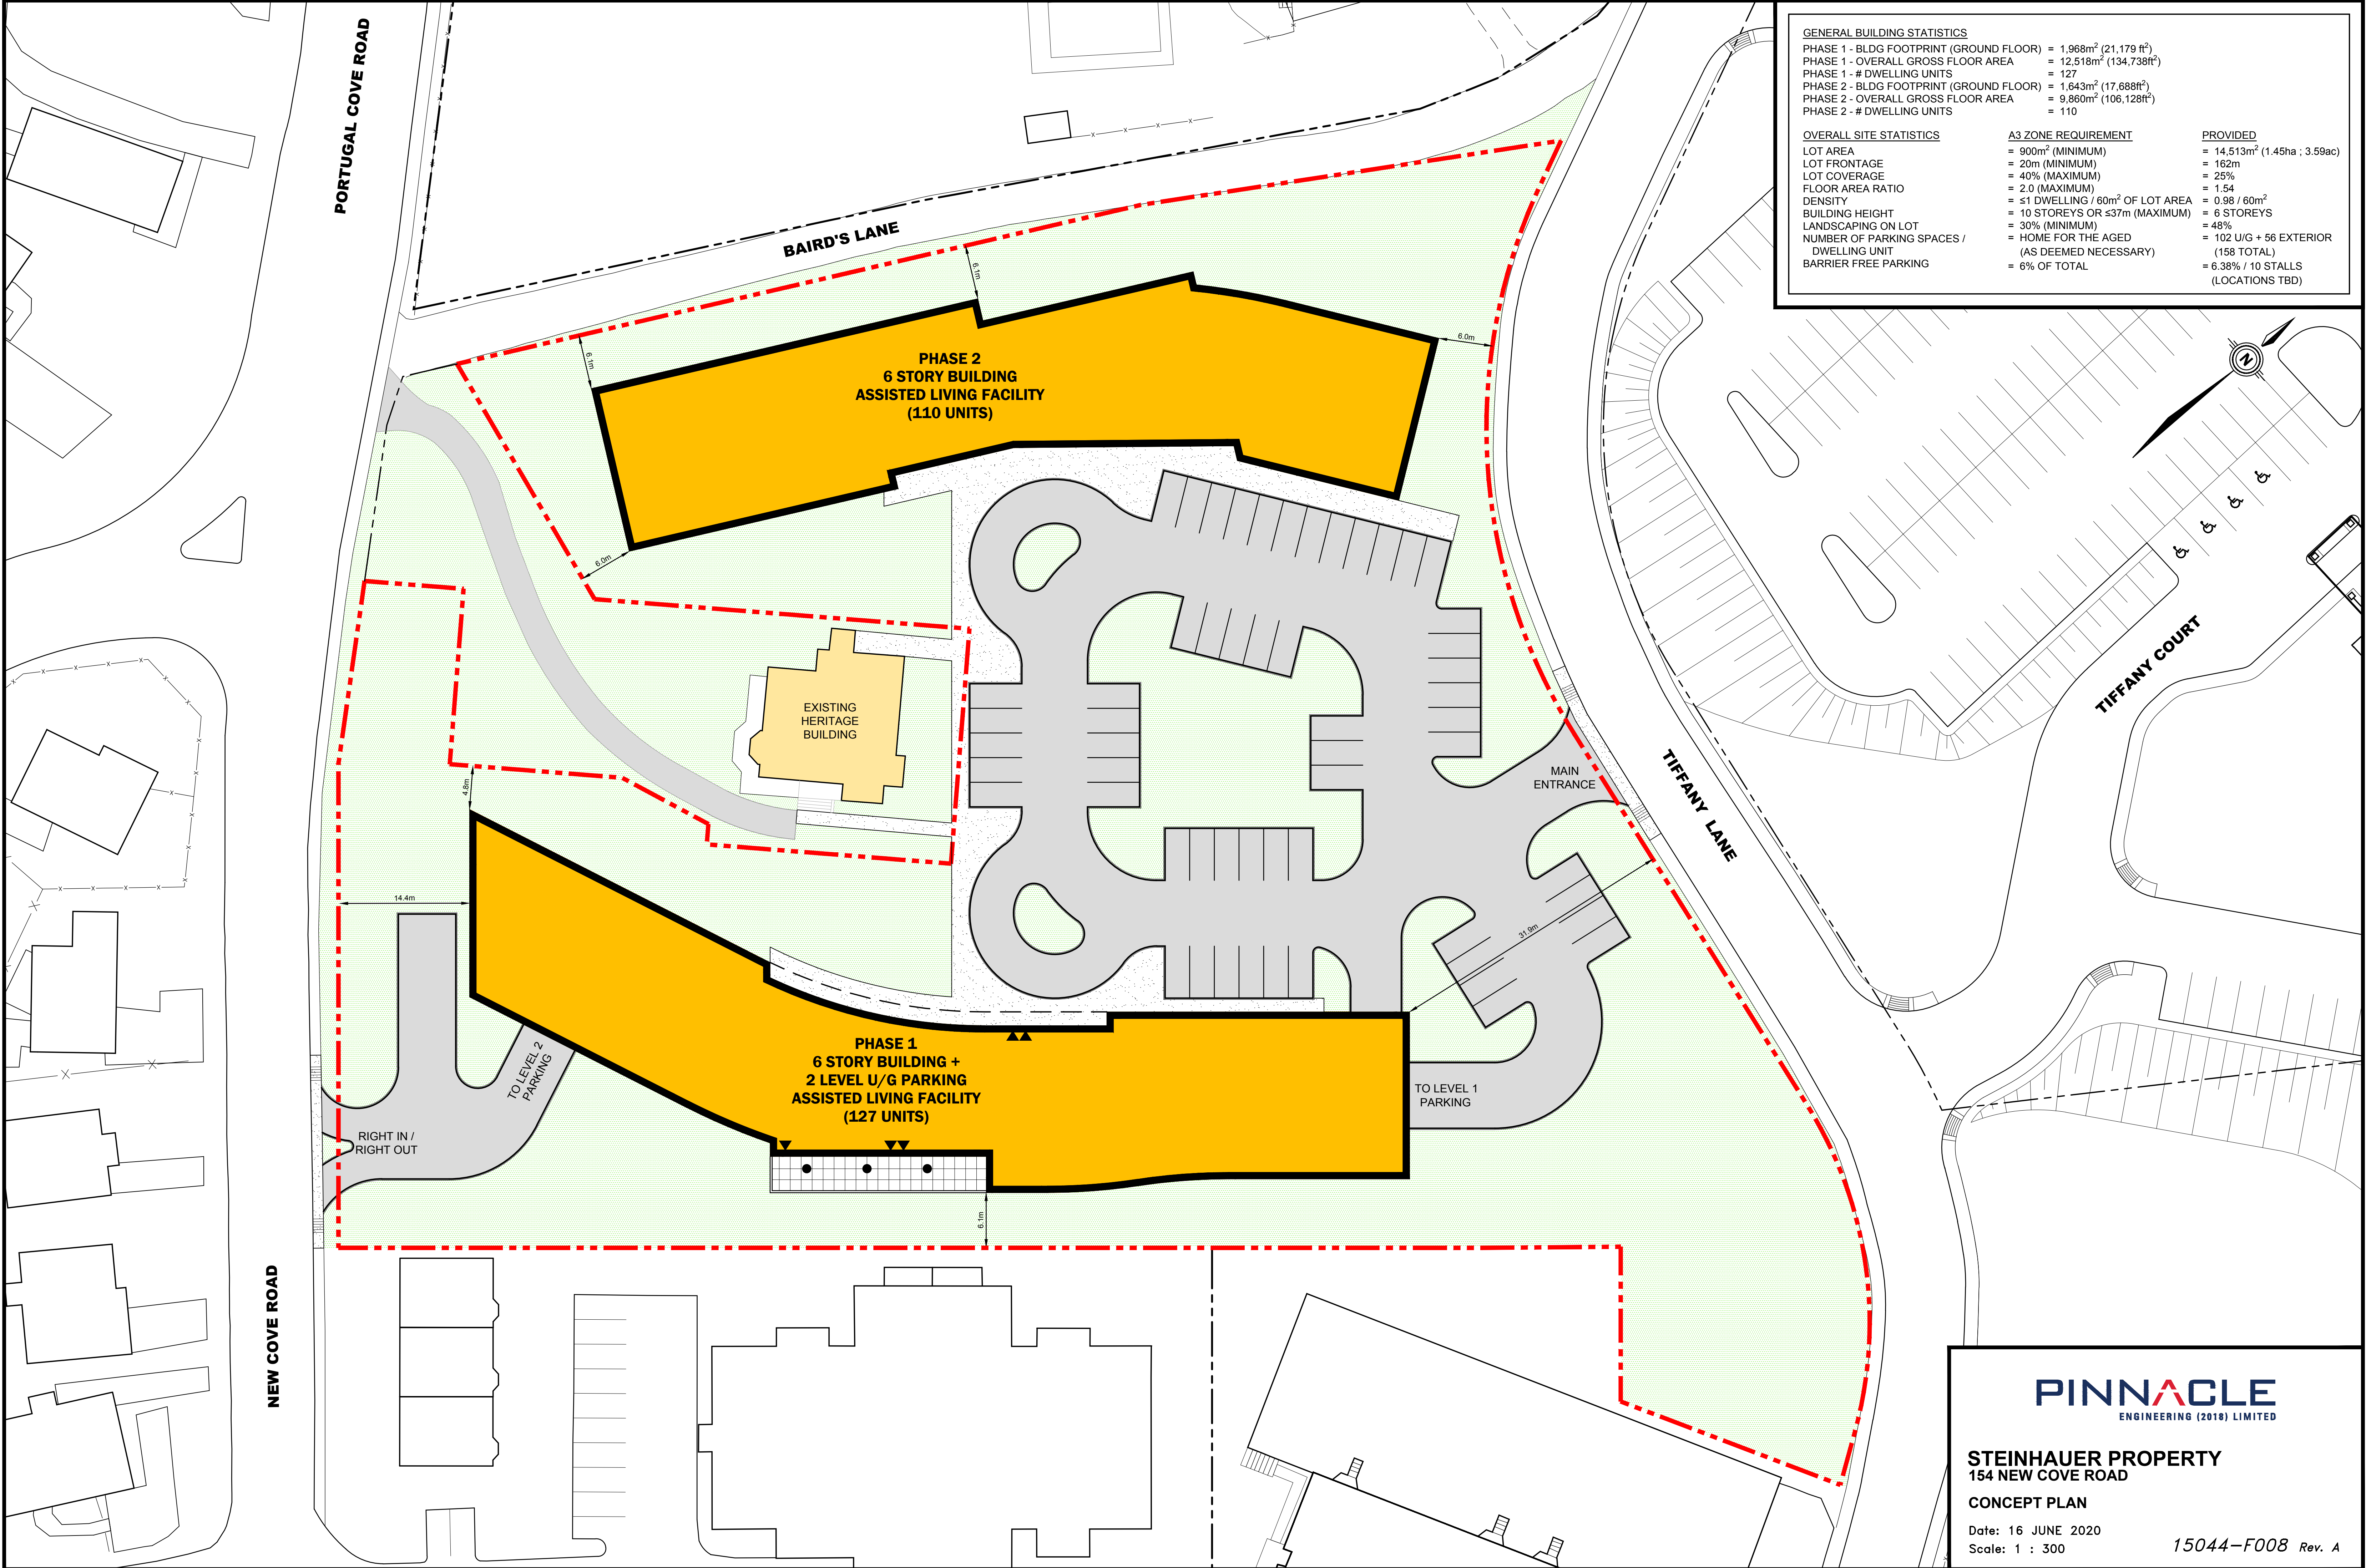 GENERAL BUILDING STATISTICS
PHASE 1 - BLDG FOOTPRINT (GROUND FLOOR) = 1,968m² (21,179 ft²)
PHASE 1 - OVERALL GROSS FLOOR AREA = 12,518m² (134,738ft²)
PHASE 1 - # DWELLING UNITS = 127
PHASE 2 - BLDG FOOTPRINT (GROUND FLOOR) = 1,643m² (17,688ft²)
PHASE 2 - OVERALL GROSS FLOOR AREA = 9,860m² (106,128ft²)
PHASE 2 - # DWELLING UNITS = 110
OVERALL SITE STATISTICS A3 ZONE REQUIREMENT PROVIDED
LOT AREA = 900m² (MINIMUM) = 14,513m² (1.45ha ; 3.59ac)
LOT FRONTAGE = 20m (MINIMUM) = 162m
LOT COVERAGE = 40% (MAXIMUM) = 25%
FLOOR AREA RATIO = 2.0 (MAXIMUM) = 1.54
DENSITY = ≤1 DWELLING / 60m² OF LOT AREA = 0.98 / 60m²
BUILDING HEIGHT = 10 STOREYS OR ≤37m (MAXIMUM) = 6 STOREYS
LANDSCAPING ON LOT = 30% (MINIMUM) = 48%
NUMBER OF PARKING SPACES / = HOME FOR THE AGED = 102 U/G + 56 EXTERIOR
DWELLING UNIT (AS DEEMED NECESSARY) (158 TOTAL)
BARRIER FREE PARKING = 6% OF TOTAL = 6.38% / 10 STALLS
(LOCATIONS TBD)
PORTUGAL COVE ROAD
BAIRD'S LANE
6.1m
6.1m
6.0m
N
PHASE 2
6 STORY BUILDING
ASSISTED LIVING FACILITY
(110 UNITS)
6.0m
TIFFANY COURT
EXISTING
HERITAGE
BUILDING
MAIN
ENTRANCE
TIFFANY LANE
4.8m
14.4m
31.9m
PHASE 1
6 STORY BUILDING +
2 LEVEL U/G PARKING
ASSISTED LIVING FACILITY
(127 UNITS)
TO LEVEL 2
PARKING
TO LEVEL 1
PARKING
RIGHT IN /
RIGHT OUT
6.1m
NEW COVE ROAD
PINNACLE
ENGINEERING (2018) LIMITED
STEINHAUER PROPERTY
154 NEW COVE ROAD
CONCEPT PLAN
Date: 16 JUNE 2020
Scale: 1 : 300
15044-F008 Rev. A